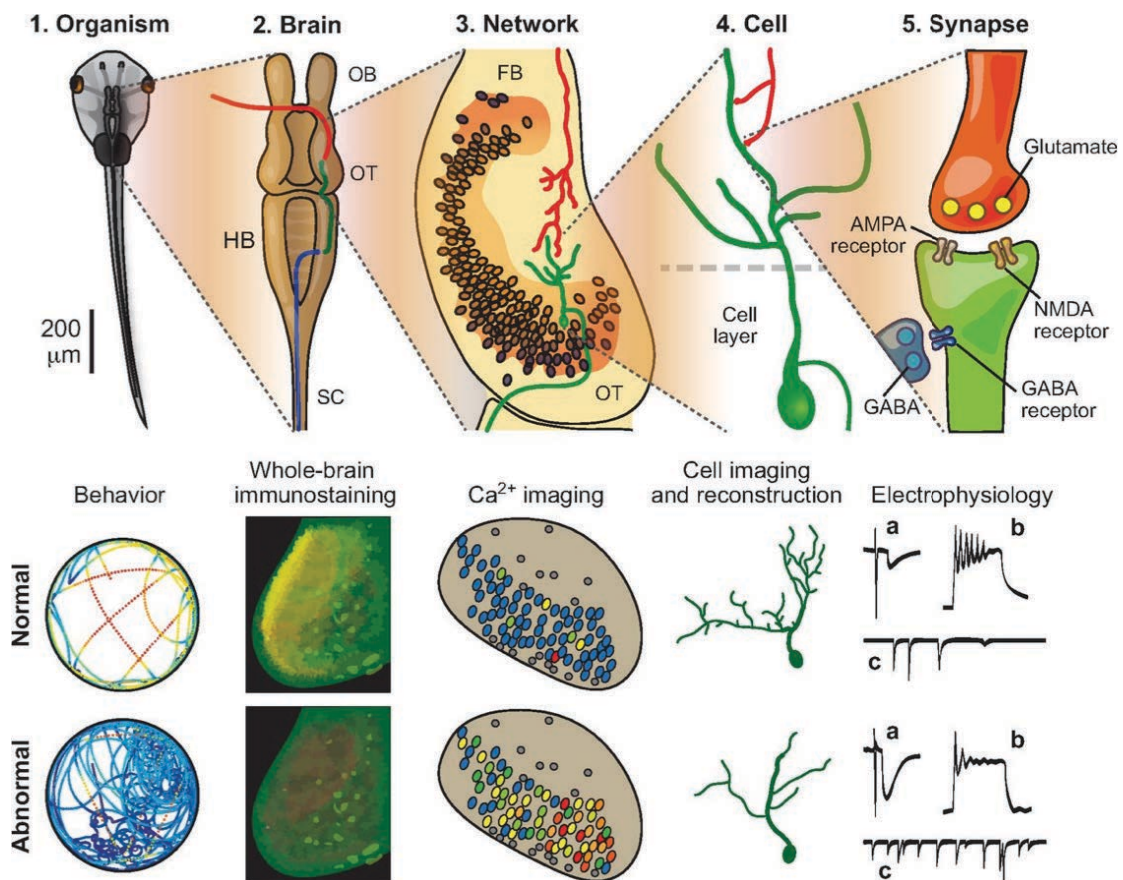 1. Organism
2. Brain
3. Network
4. Cell
5. Synapse
OB
OT
HB
SC
200
μm
FB
OT
Cell
layer
Glutamate
AMPA
receptor
NMDA
receptor
GABA
GABA
receptor
Behavior
Whole-brain
immunostaining
Ca²⁺ imaging
Cell imaging
and reconstruction
Electrophysiology
Normal
a
b
c
Abnormal
a
b
c